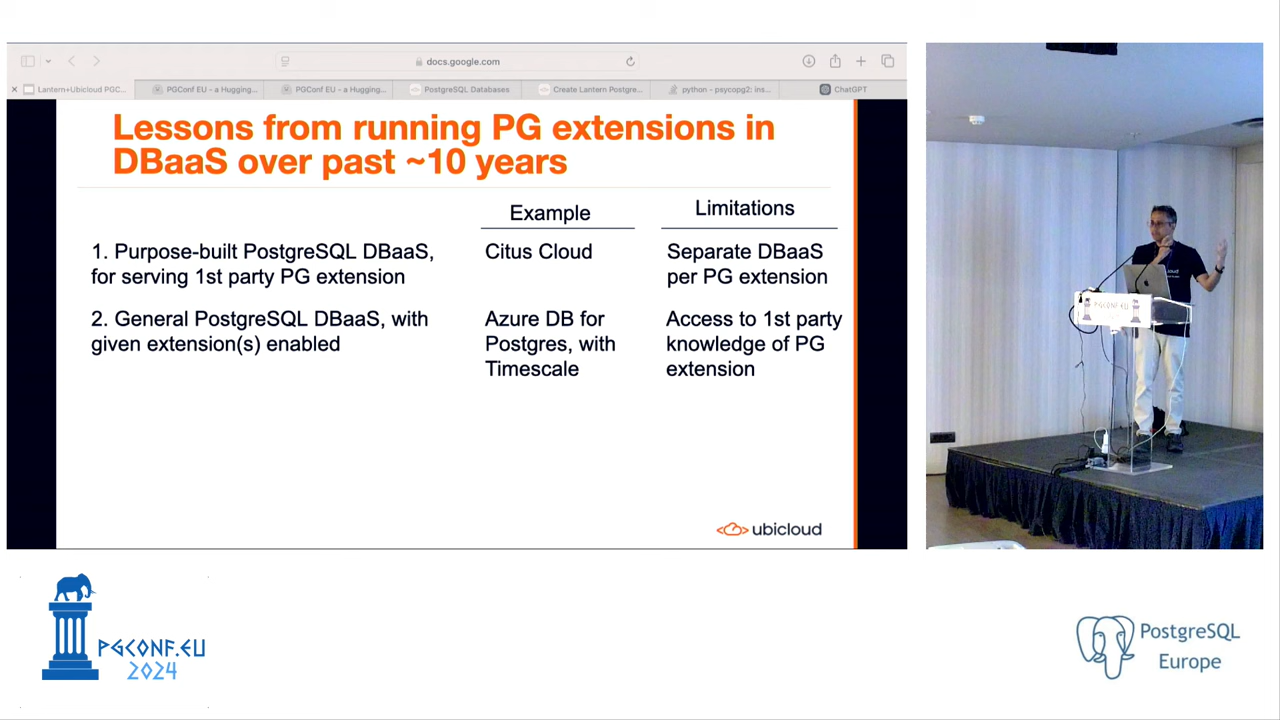 docs.google.com
Lantern+Ubicloud PGC...
PGConf EU - a Hugging...
PGConf EU - a Hugging...
PostgreSQL Databases
Create Lantern Postgre...
python - psycopg2: ins...
ChatGPT
Lessons from running PG extensions in
DBaaS over past ~10 years
Example
Limitations
1. Purpose-built PostgreSQL DBaaS,
for serving 1st party PG extension
Citus Cloud
Separate DBaaS
per PG extension
2. General PostgreSQL DBaaS, with
given extension(s) enabled
Azure DB for
Postgres, with
Timescale
Access to 1st party
knowledge of PG
extension
ubicloud
PGCONF.EU
cloud
PGCONF.EU
2024
PostgreSQL
Europe